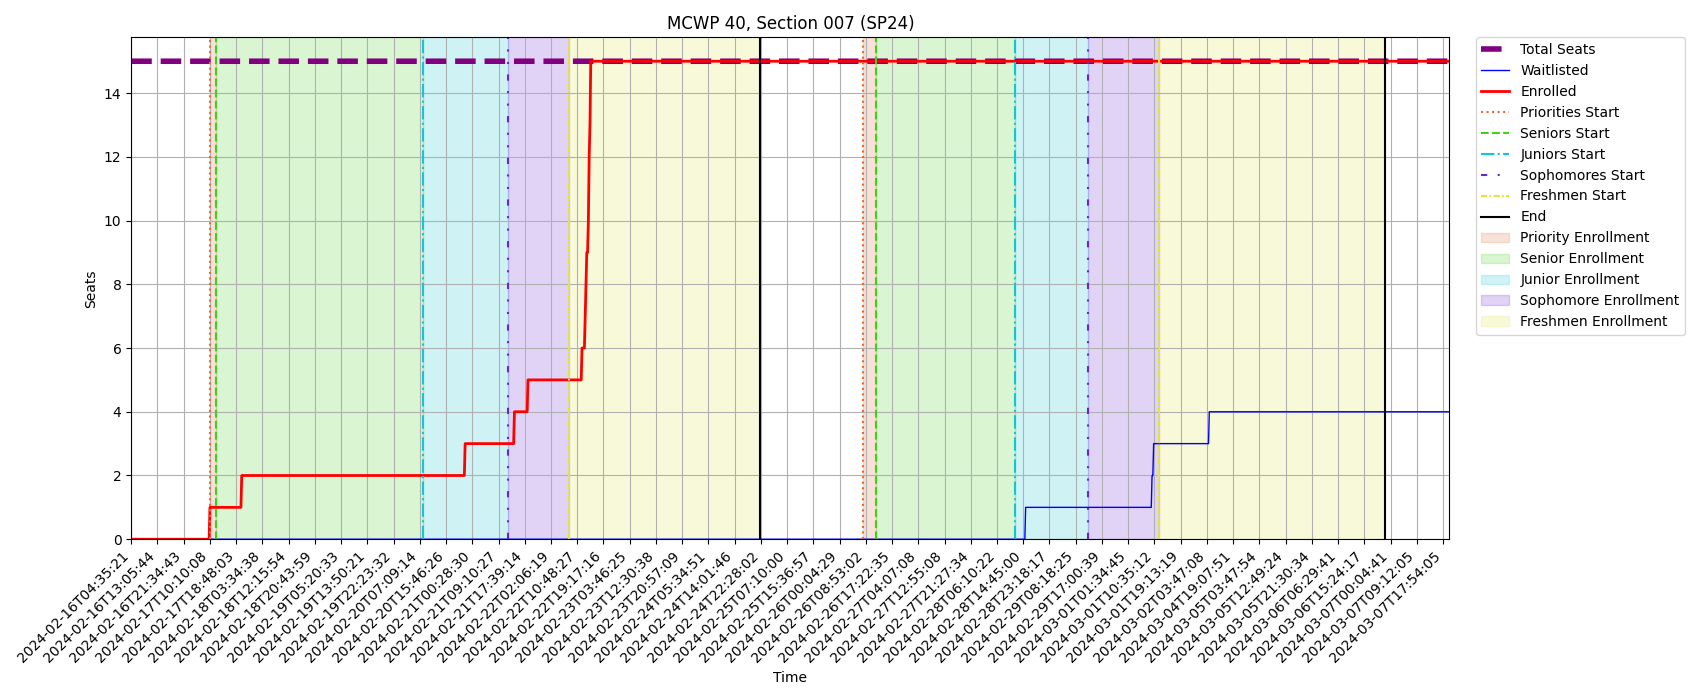 MCWP 40, Section 007 (SP24)
Seats
14
12
10
8
6
4
2
0
2024-02-16T04:35:21
2024-02-16T13:05:44
2024-02-16T21:34:43
2024-02-17T10:10:08
2024-02-17T18:48:03
2024-02-18T03:34:38
2024-02-18T12:15:54
2024-02-18T20:43:59
2024-02-19T05:20:33
2024-02-19T13:50:21
2024-02-19T22:23:32
2024-02-20T07:09:14
2024-02-20T15:46:26
2024-02-21T00:28:30
2024-02-21T09:10:27
2024-02-21T17:39:14
2024-02-22T02:06:19
2024-02-22T10:48:27
2024-02-22T19:17:16
2024-02-23T03:46:25
2024-02-23T12:30:38
2024-02-23T20:57:09
2024-02-24T05:34:51
2024-02-24T14:01:46
2024-02-24T22:28:02
2024-02-25T07:10:00
2024-02-25T15:36:57
2024-02-26T00:04:29
2024-02-26T08:53:02
2024-02-26T17:22:35
2024-02-27T04:07:08
2024-02-27T12:55:08
2024-02-27T21:27:34
2024-02-28T06:10:22
2024-02-28T14:45:00
2024-02-28T23:18:17
2024-02-29T08:18:25
2024-02-29T17:00:39
2024-03-01T01:34:45
2024-03-01T10:35:12
2024-03-01T19:13:19
2024-03-02T03:47:08
2024-03-04T19:07:51
2024-03-05T03:47:54
2024-03-05T12:49:24
2024-03-05T21:30:34
2024-03-06T06:29:41
2024-03-06T15:24:17
2024-03-07T00:04:41
2024-03-07T09:12:05
2024-03-07T17:54:05
Time
Total Seats
Waitlisted
Enrolled
Priorities Start
Seniors Start
Juniors Start
Sophomores Start
Freshmen Start
End
Priority Enrollment
Senior Enrollment
Junior Enrollment
Sophomore Enrollment
Freshmen Enrollment